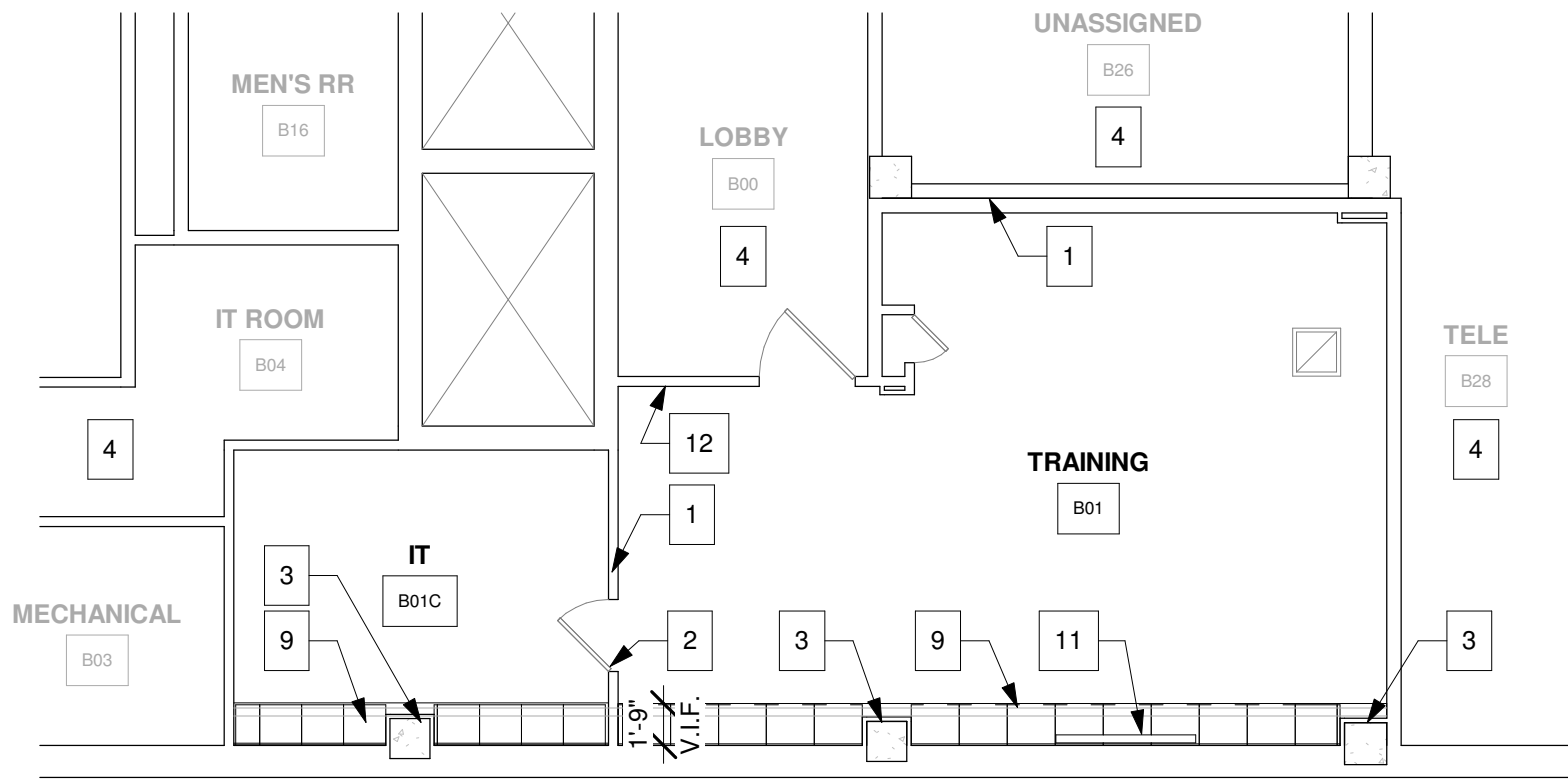 UNASSIGNED
B26
4
MEN'S RR
B16
LOBBY
B00
4
1
IT ROOM
B04
TELE
B28
4
4
12
TRAINING
B01
1
IT
B01C
3
MECHANICAL
B03
9
2
3
9
11
3
1'-9"
V.I.F.